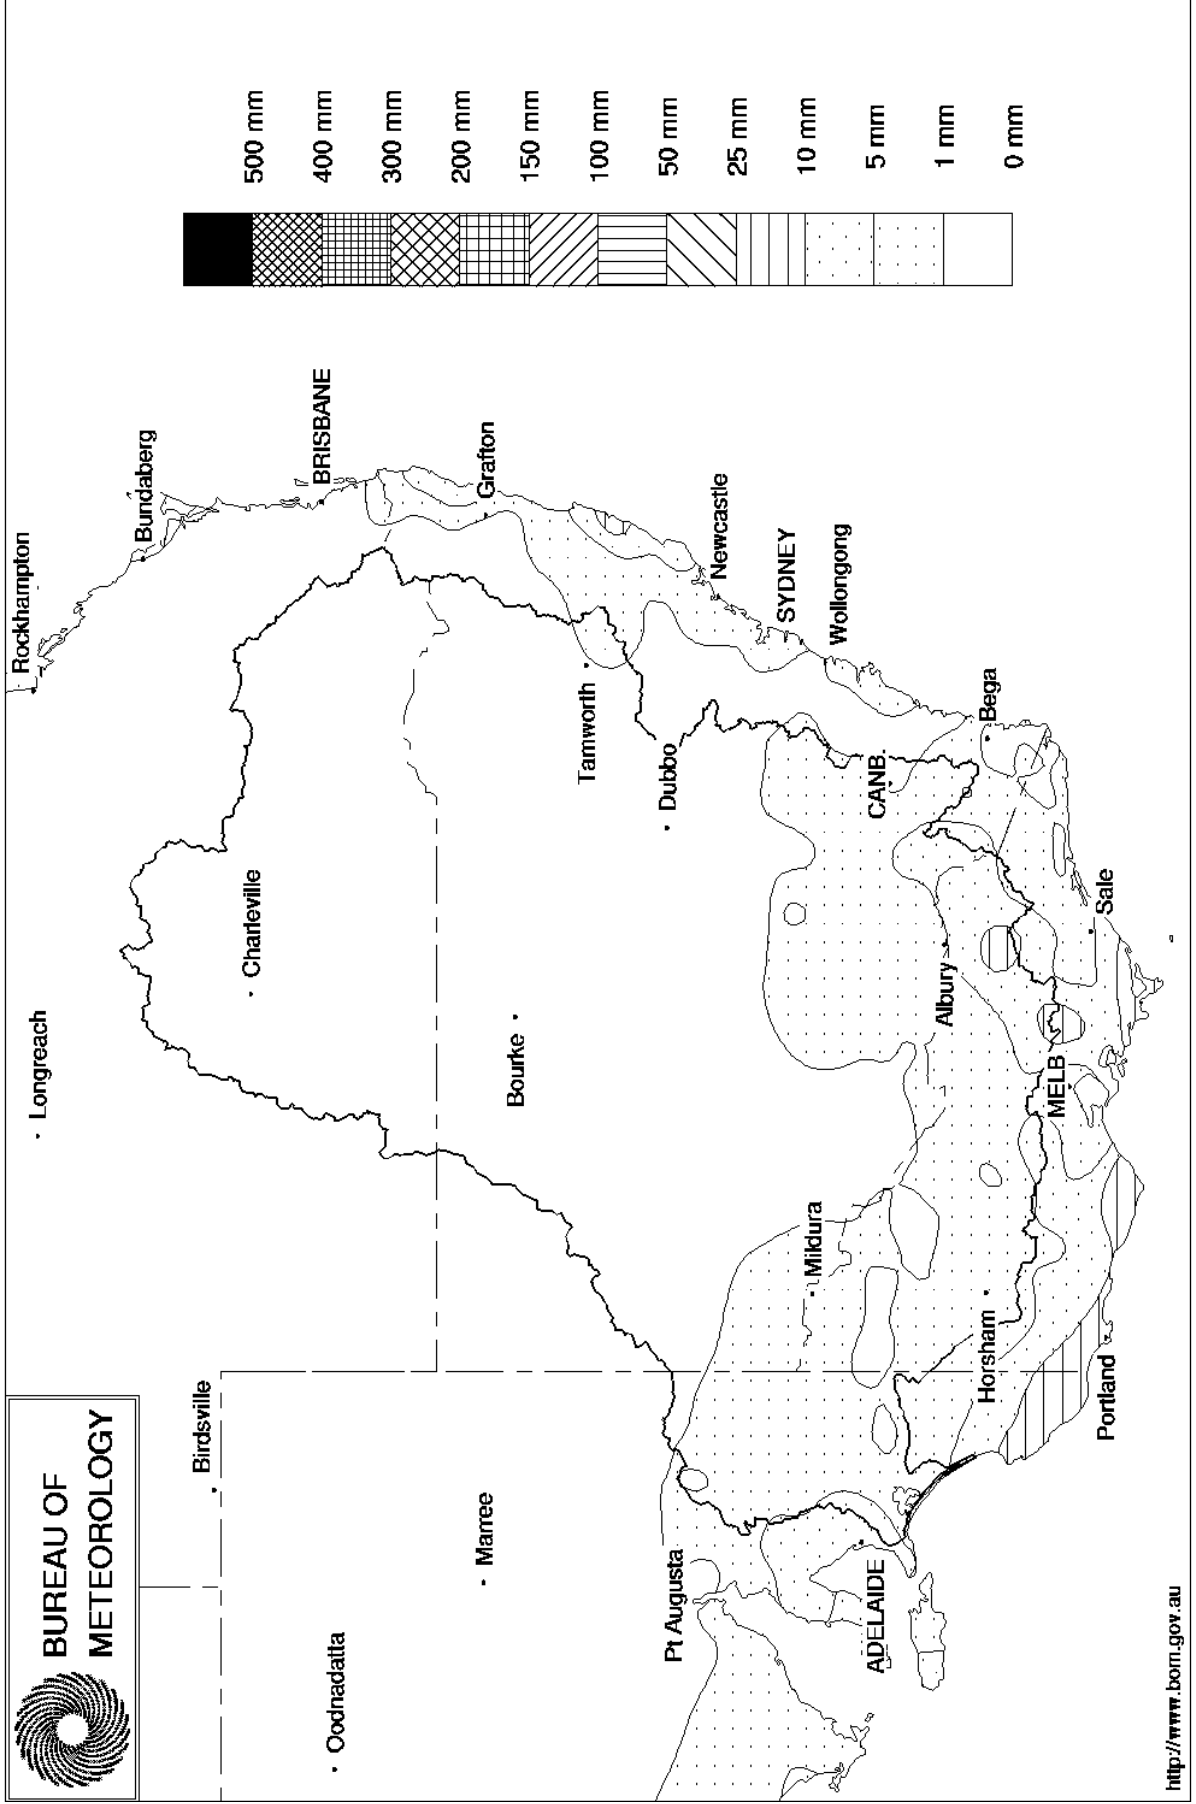 BUREAU OF
METEOROLOGY
Longreach
Rockhampton
Bundaberg
Birdsville
Charleville
BRISBANE
Oodnadatta
Marree
Bourke
Grafton
Tamworth
Pt Augusta
Dubbo
Newcastle
Mildura
SYDNEY
Wollongong
ADELAIDE
CANB.
Albury
Horsham
Bega
MELB
Portland
Sale
500 mm
400 mm
300 mm
200 mm
150 mm
100 mm
50 mm
25 mm
10 mm
5 mm
1 mm
0 mm
http://www.bom.gov.au